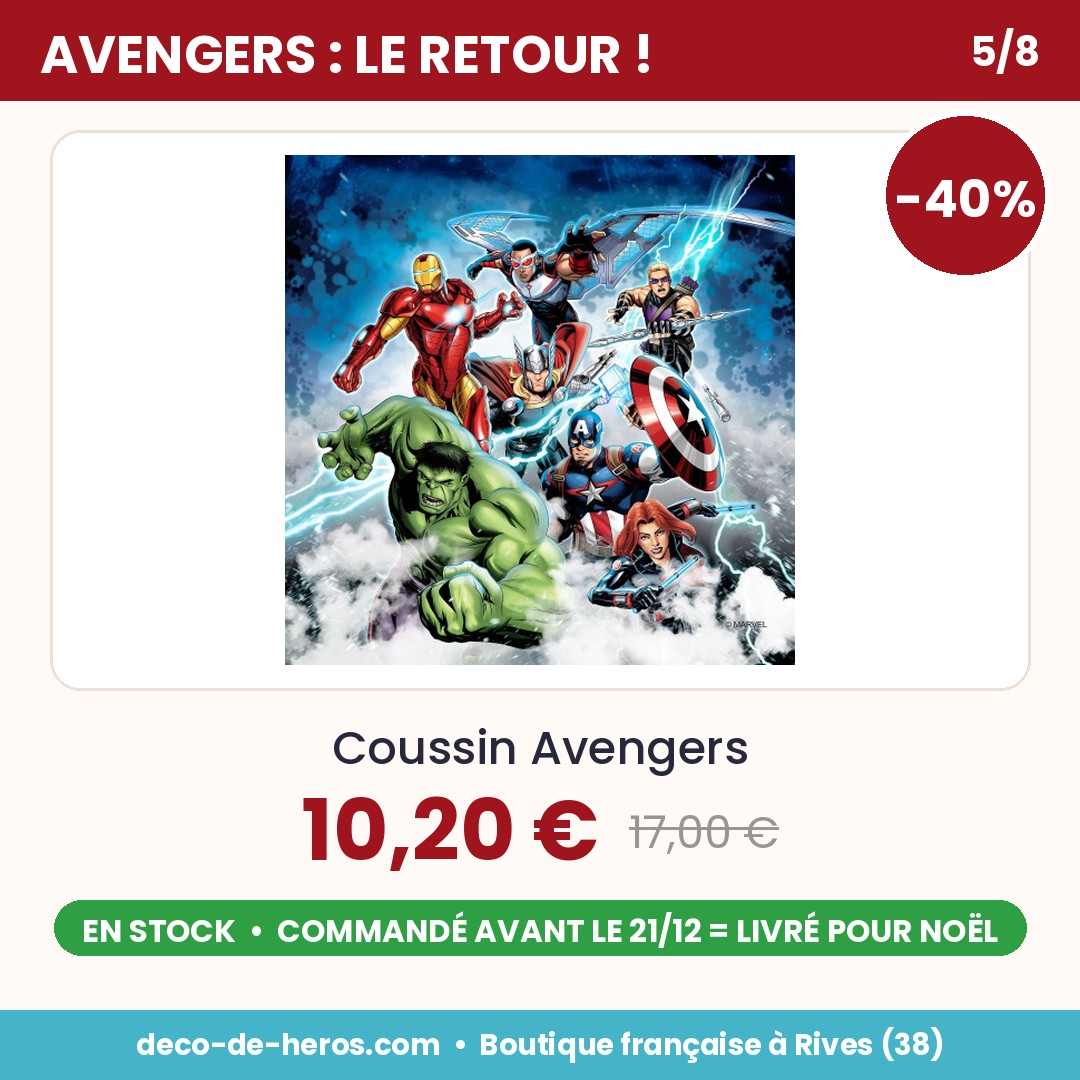 AVENGERS : LE RETOUR !
5/8
-40%
A
© MARVEL
Coussin Avengers
10,20 € 17,00 €
EN STOCK • COMMANDÉ AVANT LE 21/12 = LIVRÉ POUR NOËL
deco-de-heros.com • Boutique française à Rives (38)